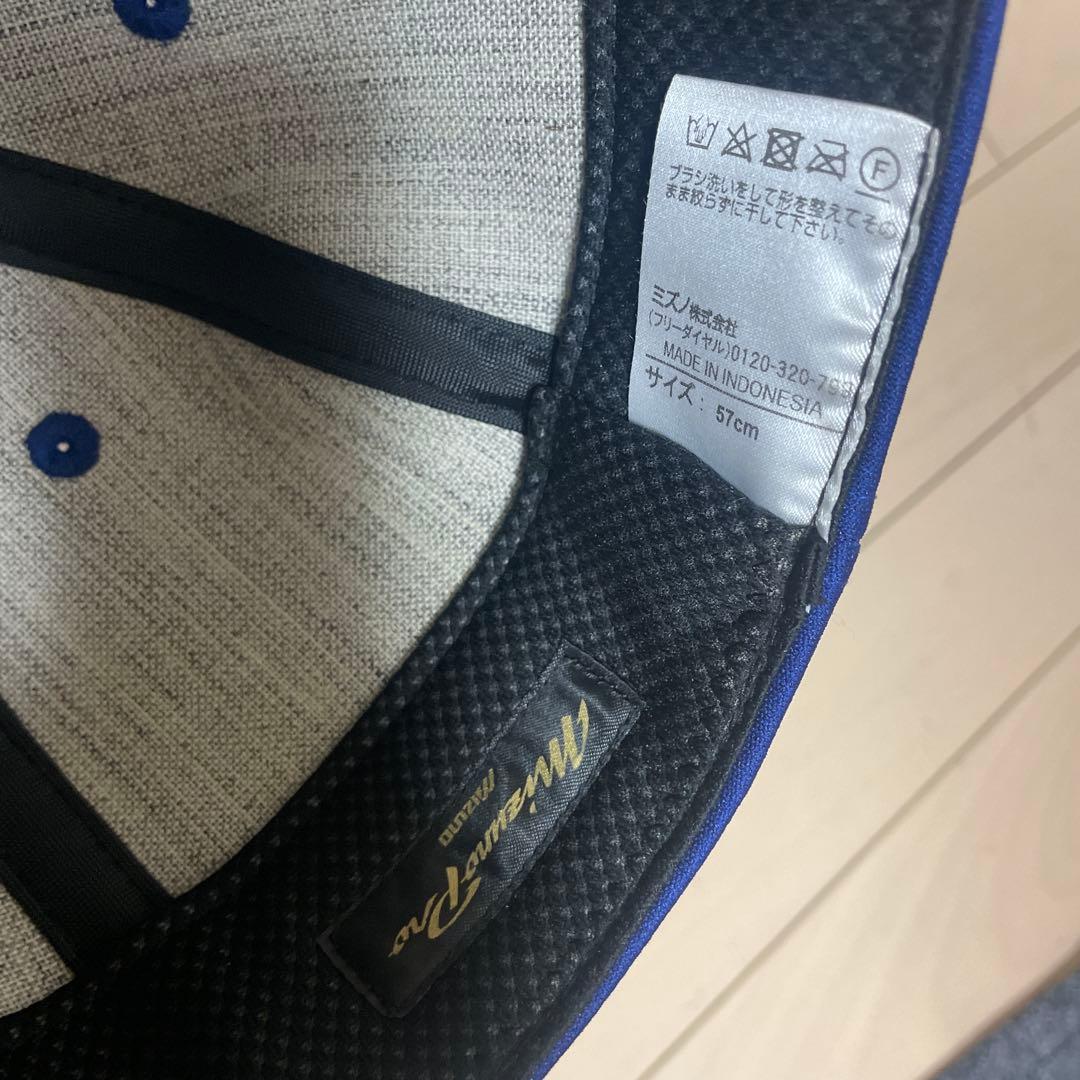 F
ブラシ洗いをして形を整えてその
まま絞らずに干して下さい。
ミズノ株式会社
(フリーダイヤル)0120-320-799
MADE IN INDONESIA
サイズ: 57cm
Mizuno Pro
MIZUNO